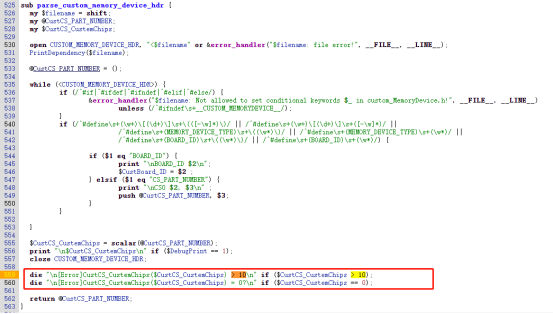 525 sub parse_custom_memory_device_hdr {
526 my $filename = shift;
527 my @CustCS_PART_NUMBER;
528 my $CustCS_CustemChips;
529
530 open CUSTOM_MEMORY_DEVICE_HDR, "<$filename" or &error_handler("$filename: file error!", __FILE__, __LINE__);
531 PrintDependency($filename);
532
533 @CustCS_PART_NUMBER = ();
534
535 while (<CUSTOM_MEMORY_DEVICE_HDR>) {
536 if (/^#if|^#ifdef|^#ifndef|^#elif|^#else/) {
537 &error_handler("$filename: Not allowed to set conditional keywords $_ in custom_MemoryDevice.h!", __FILE__, __LINE__)
538 unless (/^#ifndef\s+__CUSTOM_MEMORYDEVICE__/);
539 }
540 if (/^#define\s+(\w+)\[(\d+)\]\s+\(([-\w]*)\)/ || /^#define\s+(\w+)\[(\d+)\]\s+([-\w]*)/ ||
541 /^#define\s+(MEMORY_DEVICE_TYPE)\s+\((\w*)\)/ || /^#define\s+(MEMORY_DEVICE_TYPE)\s+(\w*)/ ||
542 /^#define\s+(BOARD_ID)\s+\((\w*)\)/ || /^#define\s+(BOARD_ID)\s+(\w*)/) {
543
544 if ($1 eq "BOARD_ID") {
545 print "\nBOARD_ID $2\n";
546 $CustBoard_ID = $2 ;
547 } elsif ($1 eq "CS_PART_NUMBER") {
548 print "\nCS0 $2, $3\n" ;
549 push @CustCS_PART_NUMBER, $3;
550 }
551 }
552
553 }
554
555 $CustCS_CustemChips = scalar(@CustCS_PART_NUMBER);
556 print "\n$CustCS_CustemChips\n" if ($DebugPrint == 1);
557 close CUSTOM_MEMORY_DEVICE_HDR;
558
559 die "\n[Error]CustCS_CustemChips($CustCS_CustemChips) > 10\n" if ($CustCS_CustemChips > 10);
560 die "\n[Error]CustCS_CustemChips($CustCS_CustemChips) = 0?\n" if ($CustCS_CustemChips == 0);
561
562 return @CustCS_PART_NUMBER;
563 }